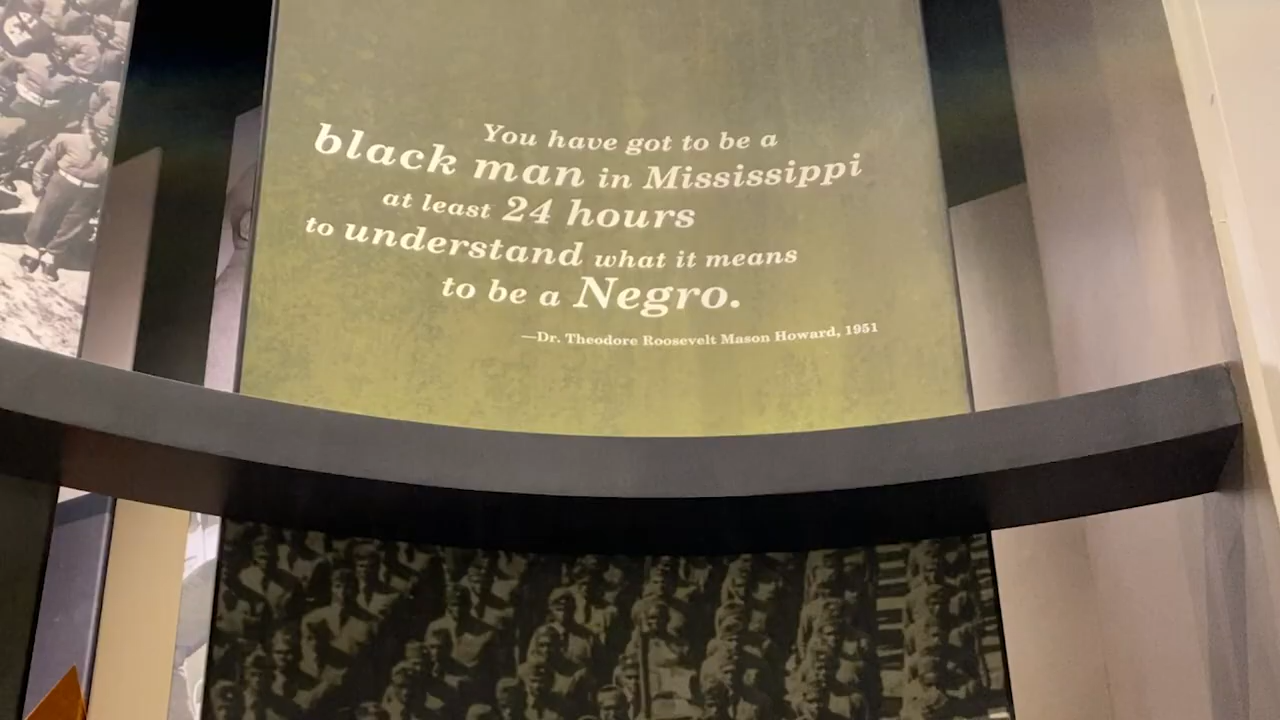 You have got to be a
black man in Mississippi
at least 24 hours
to understand what it means
to be a Negro.
—Dr. Theodore Roosevelt Mason Howard, 1951